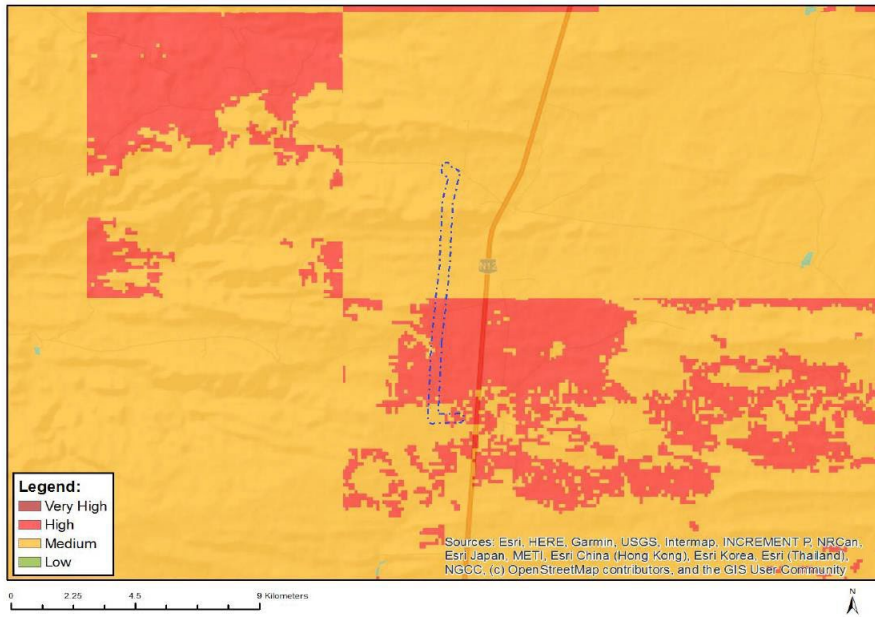 Legend:
Very High
High
Medium
Low
Sources: Esri, HERE, Garmin, USGS, Intermap, INCREMENT P, NRCan,
Esri Japan, METI, Esri China (Hong Kong), Esri Korea, Esri (Thailand),
NGCC, (c) OpenStreetMap contributors, and the GIS User Community
0 2.25 4.5 9 Kilometers
N